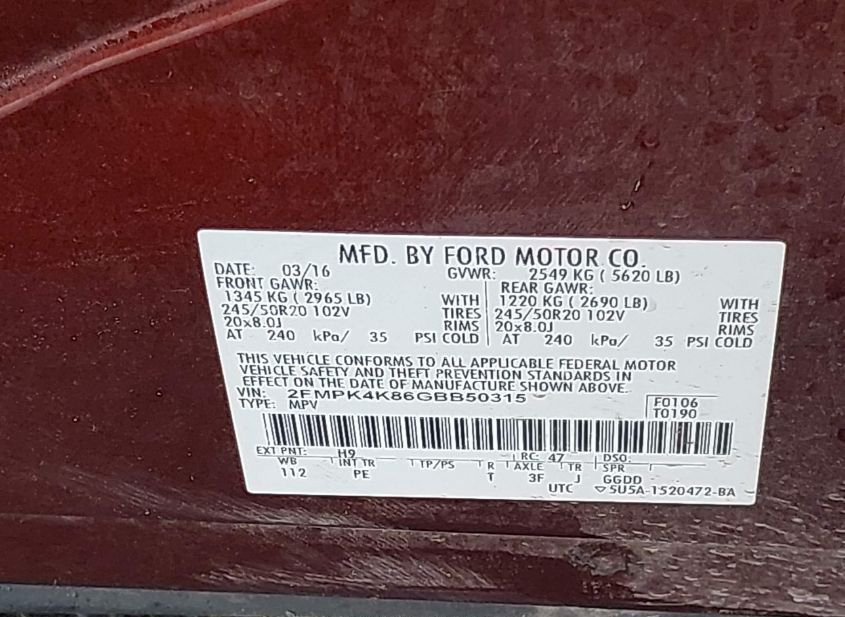 MFD. BY FORD MOTOR CO.
DATE: 03/16 GVWR: 2549 KG ( 5620 LB)
FRONT GAWR: REAR GAWR:
1345 KG ( 2965 LB) WITH 1220 KG ( 2690 LB) WITH
245/50R20 102V TIRES 245/50R20 102V TIRES
20x8.0J RIMS 20x8.0J RIMS
AT 240 kPa/ 35 PSI COLD AT 240 kPa/ 35 PSI COLD
THIS VEHICLE CONFORMS TO ALL APPLICABLE FEDERAL MOTOR
VEHICLE SAFETY AND THEFT PREVENTION STANDARDS IN
EFFECT ON THE DATE OF MANUFACTURE SHOWN ABOVE.
VIN: 2FMPK4K86GBB50315 F0106
TYPE: MPV T0190
EXT PNT: H9 RC: 47 DSO:
WB INT TR TP/PS R AXLE TR SPR
112 PE T 3F J GGDD
UTC 5U5A-1520472-BA